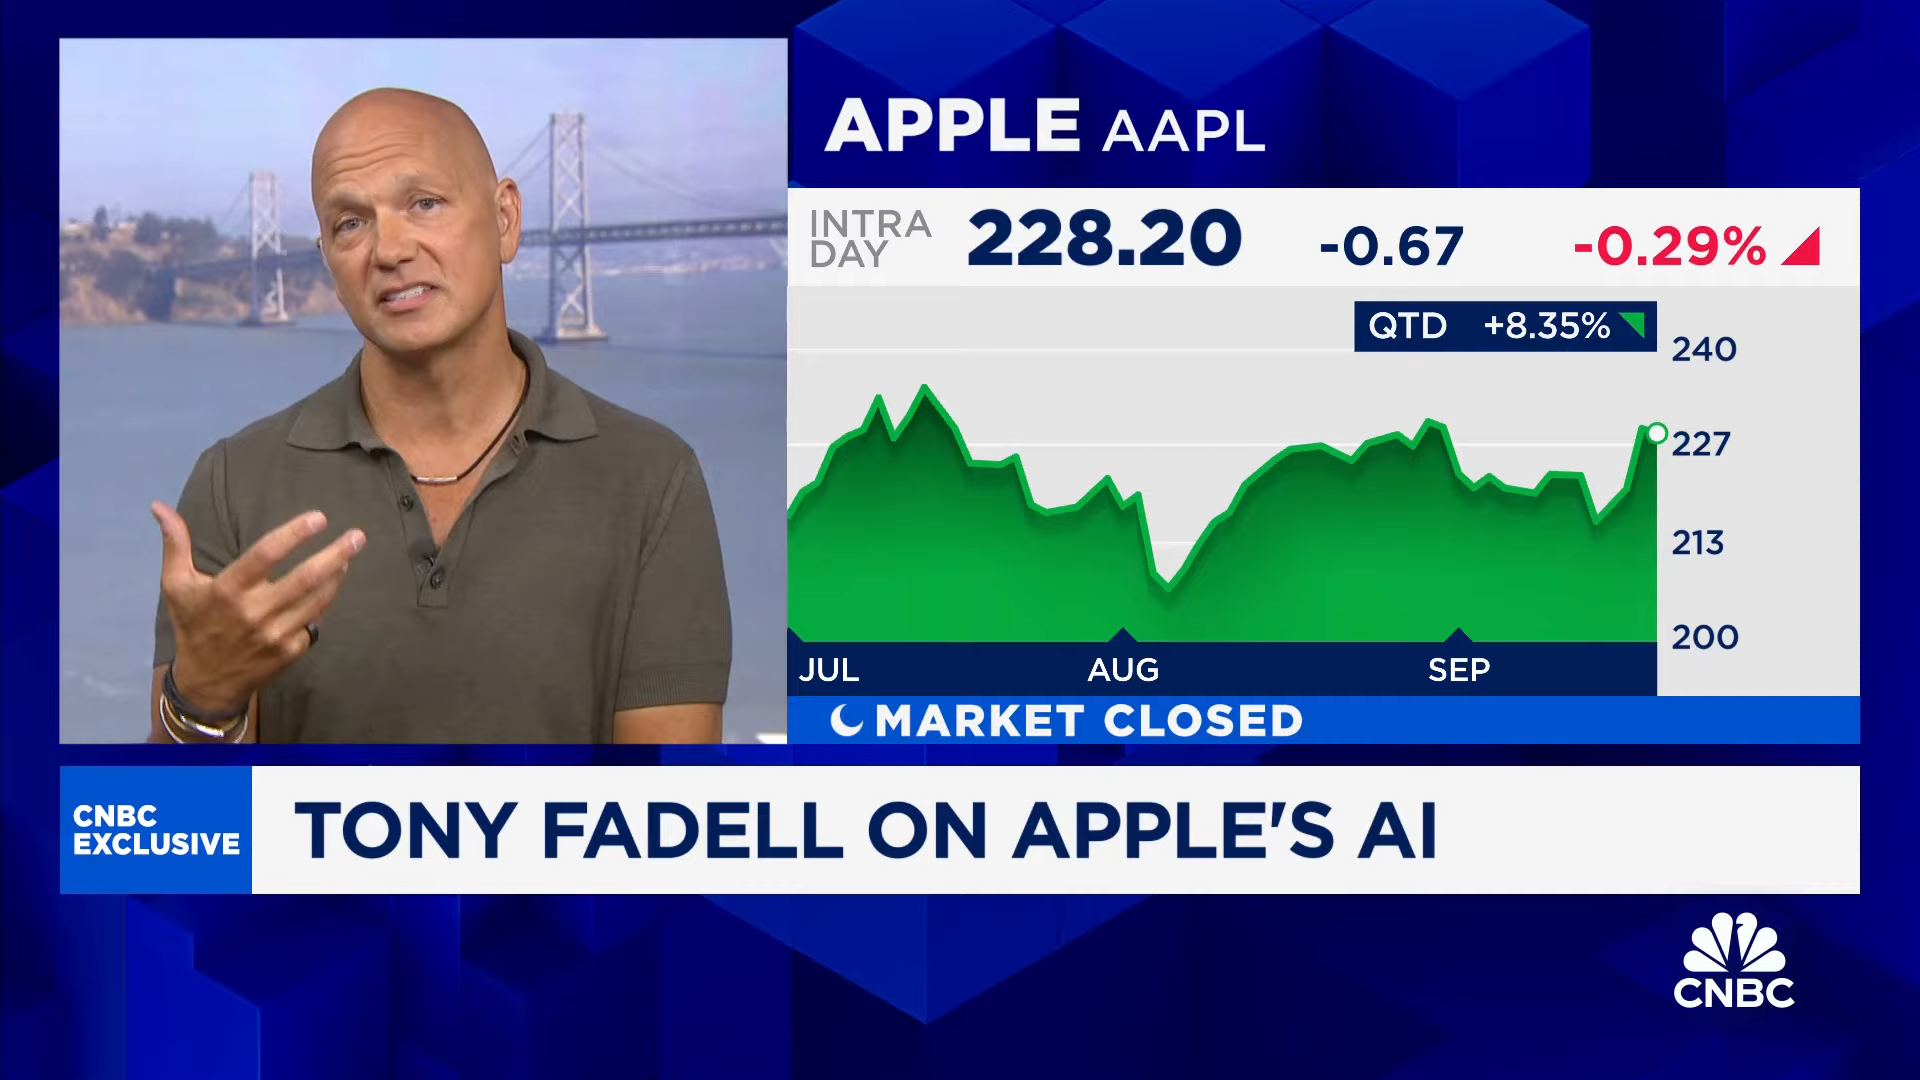 APPLE AAPL
INTRA
DAY
228.20 -0.67 -0.29%
QTD +8.35%
240
227
213
200
JUL AUG SEP
MARKET CLOSED
CNBC
EXCLUSIVE
TONY FADELL ON APPLE'S AI
CNBC